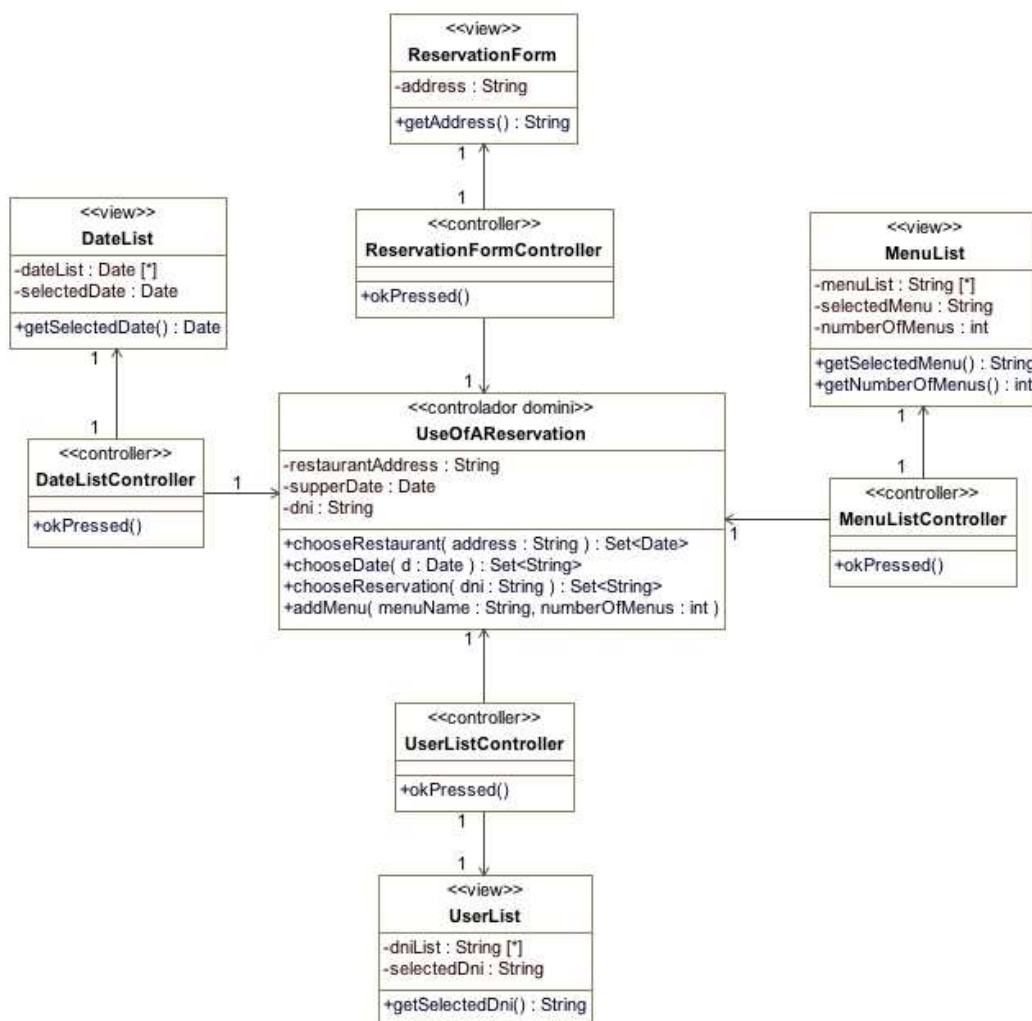 <<view>>
ReservationForm
-address : String
+getAddress() : String
1
1
<<controller>>
ReservationFormController
+okPressed()
1
<<view>>
DateList
-dateList : Date [*]
-selectedDate : Date
+getSelectedDate() : Date
1
1
<<controller>>
DateListController
+okPressed()
1
<<view>>
MenuList
-menuList : String [*]
-selectedMenu : String
-numberOfMenus : int
+getSelectedMenu() : String
+getNumberOfMenus() : int
1
1
<<controller>>
MenuListController
+okPressed()
1
<<controlador domini>>
UseOfAReservation
-restaurantAddress : String
-supperDate : Date
-dni : String
+chooseRestaurant( address : String ) : Set<Date>
+chooseDate( d : Date ) : Set<String>
+chooseReservation( dni : String ) : Set<String>
+addMenu( menuName : String, numberOfMenus : int )
1
<<controller>>
UserListController
+okPressed()
1
1
<<view>>
UserList
-dniList : String [*]
-selectedDni : String
+getSelectedDni() : String